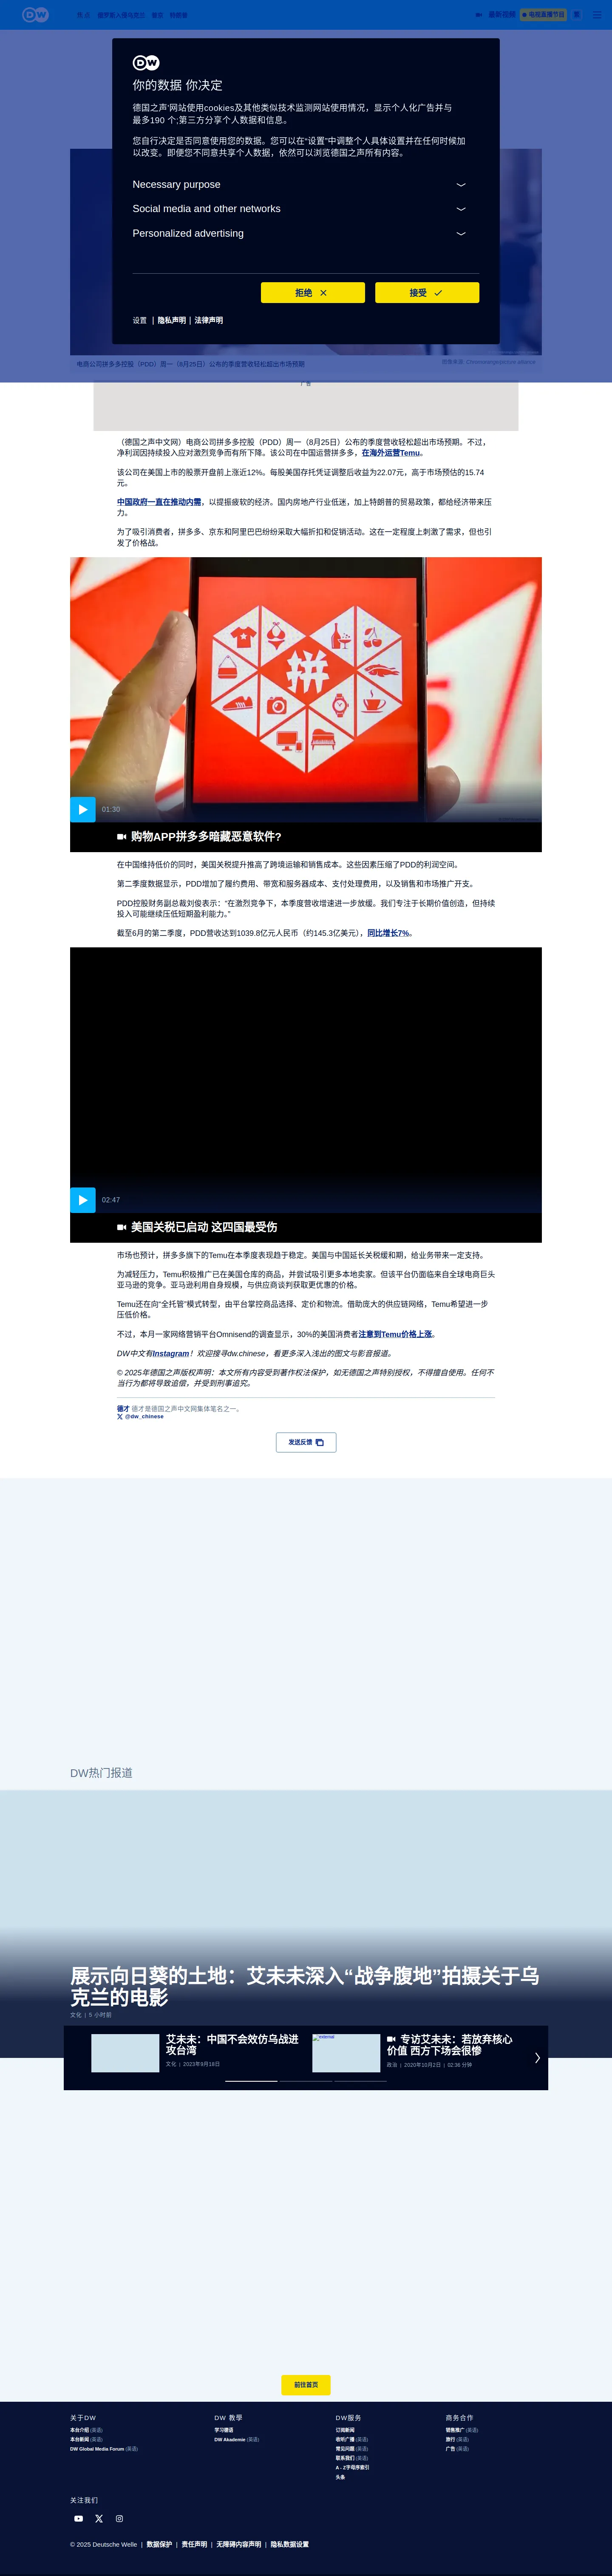 DW
你的数据 你决定
德国之声‘网站使用cookies及其他类似技术监测网站使用情况，显示个人化广告并与
最多190 个;第三方分享个人数据和信息。
您自行决定是否同意使用您的数据。您可以在“设置”中调整个人具体设置并在任何时候加
以改变。即便您不同意共享个人数据，依然可以浏览德国之声所有内容。
Necessary purpose
Social media and other networks
Personalized advertising
拒绝
接受
设置 | 隐私声明 | 法律声明
电商公司拼多多控股（PDD）周一（8月25日）公布的季度营收轻松超出市场预期
广告
（德国之声中文网）电商公司拼多多控股（PDD）周一（8月25日）公布的季度营收轻松超出市场预期。不过，
净利润因持续投入应对激烈竞争而有所下降。该公司在中国运营拼多多，在海外运营Temu。
该公司在美国上市的股票开盘前上涨近12%。每股美国存托凭证调整后收益为22.07元，高于市场预估的15.74
元。
中国政府一直在推动内需，以提振疲软的经济。国内房地产行业低迷，加上特朗普的贸易政策，都给经济带来压
力。
为了吸引消费者，拼多多、京东和阿里巴巴纷纷采取大幅折扣和促销活动。这在一定程度上刺激了需求，但也引
发了价格战。
01:30
购物APP拼多多暗藏恶意软件?
在中国维持低价的同时，美国关税提升推高了跨境运输和销售成本。这些因素压缩了PDD的利润空间。
第二季度数据显示，PDD增加了履约费用、带宽和服务器成本、支付处理费用，以及销售和市场推广开支。
PDD控股财务副总裁刘俊表示：“在激烈竞争下，本季度营收增速进一步放缓。我们专注于长期价值创造，但持续
投入可能继续压低短期盈利能力。”
截至6月的第二季度，PDD营收达到1039.8亿元人民币（约145.3亿美元），同比增长7%。
02:47
美国关税已启动 这四国最受伤
市场也预计，拼多多旗下的Temu在本季度表现趋于稳定。美国与中国延长关税缓和期，给业务带来一定支持。
为减轻压力，Temu积极推广已在美国仓库的商品，并尝试吸引更多本地卖家。但该平台仍面临来自全球电商巨头
亚马逊的竞争。亚马逊利用自身规模，与供应商谈判获取更优惠的价格。
Temu还在向“全托管”模式转型，由平台掌控商品选择、定价和物流。借助庞大的供应链网络，Temu希望进一步
压低价格。
不过，本月一家网络营销平台Omnisend的调查显示，30%的美国消费者注意到Temu价格上涨。
DW中文有Instagram！欢迎搜寻dw.chinese，看更多深入浅出的图文与影音报道。
© 2025年德国之声版权声明：本文所有内容受到著作权法保护，如无德国之声特别授权，不得擅自使用。任何不
当行为都将导致追偿，并受到刑事追究。
德才 德才是德国之声中文网集体笔名之一。
@dw_chinese
发送反馈
DW热门报道
展示向日葵的土地：艾未未深入“战争腹地”拍摄关于乌
克兰的电影
文化 | 5 小时前
艾未未：中国不会效仿乌战进
攻台湾
文化 | 2023年9月18日
external
专访艾未未：若放弃核心
价值 西方下场会很惨
政治 | 2020年10月2日 | 02:36 分钟
前往首页
关于DW
本台介绍 (英语)
本台新闻 (英语)
DW Global Media Forum (英语)
DW 教學
学习德语
DW Akademie (英语)
DW服务
订阅新闻
收听广播 (英语)
常见问题 (英语)
联系我们 (英语)
A - Z字母序索引
头条
商务合作
销售推广 (英语)
旅行 (英语)
广告 (英语)
关注我们
© 2025 Deutsche Welle | 数据保护 | 责任声明 | 无障碍内容声明 | 隐私数据设置